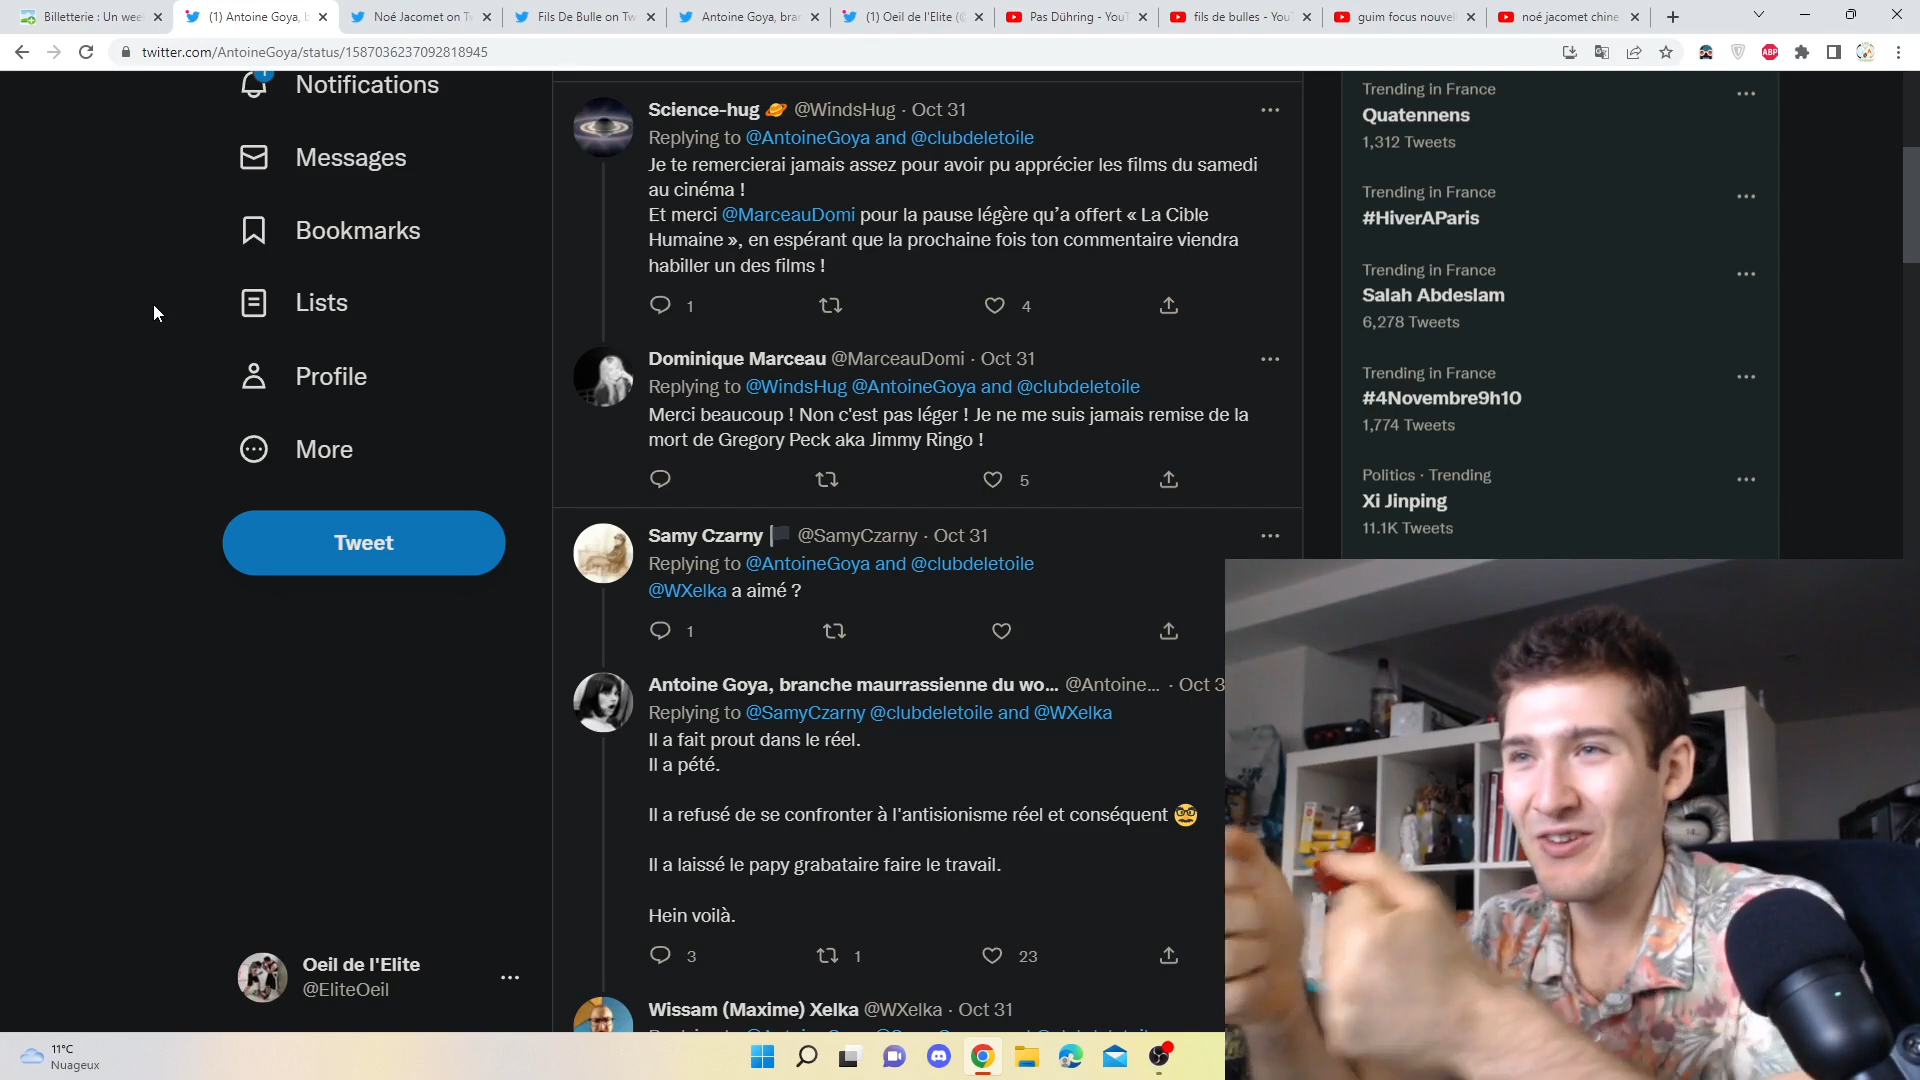 Billetterie : Un wee
(1) Antoine Goya, b
Noé Jacomet on Tw
Fils De Bulle on Tw
Antoine Goya, bran
(1) Oeil de l'Elite (@
Pas Dühring - YouT
fils de bulles - YouT
guim focus nouvel
noé jacomet chine
twitter.com/AntoineGoya/status/1587036237092818945
ABP
1
Notifications
Messages
Bookmarks
Lists
Profile
More
Tweet
Oeil de l'Elite
@EliteOeil
Science-hug 🪐 @WindsHug · Oct 31
Replying to @AntoineGoya and @clubdeletoile
Je te remercierai jamais assez pour avoir pu apprécier les films du samedi
au cinéma !
Et merci @MarceauDomi pour la pause légère qu’a offert « La Cible
Humaine », en espérant que la prochaine fois ton commentaire viendra
habiller un des films !
1
4
Dominique Marceau @MarceauDomi · Oct 31
Replying to @WindsHug @AntoineGoya and @clubdeletoile
Merci beaucoup ! Non c'est pas léger ! Je ne me suis jamais remise de la
mort de Gregory Peck aka Jimmy Ringo !
5
Samy Czarny 🏴 @SamyCzarny · Oct 31
Replying to @AntoineGoya and @clubdeletoile
@WXelka a aimé ?
1
Antoine Goya, branche maurrassienne du wo... @Antoine... · Oct 3
Replying to @SamyCzarny @clubdeletoile and @WXelka
Il a fait prout dans le réel.
Il a pété.
Il a refusé de se confronter à l'antisionisme réel et conséquent 🥸
Il a laissé le papy grabataire faire le travail.
Hein voilà.
3
1
23
Wissam (Maxime) Xelka @WXelka · Oct 31
Trending in France
Quatennens
1,312 Tweets
Trending in France
#HiverAParis
Trending in France
Salah Abdeslam
6,278 Tweets
Trending in France
#4Novembre9h10
1,774 Tweets
Politics · Trending
Xi Jinping
11.1K Tweets
11°C
Nuageux